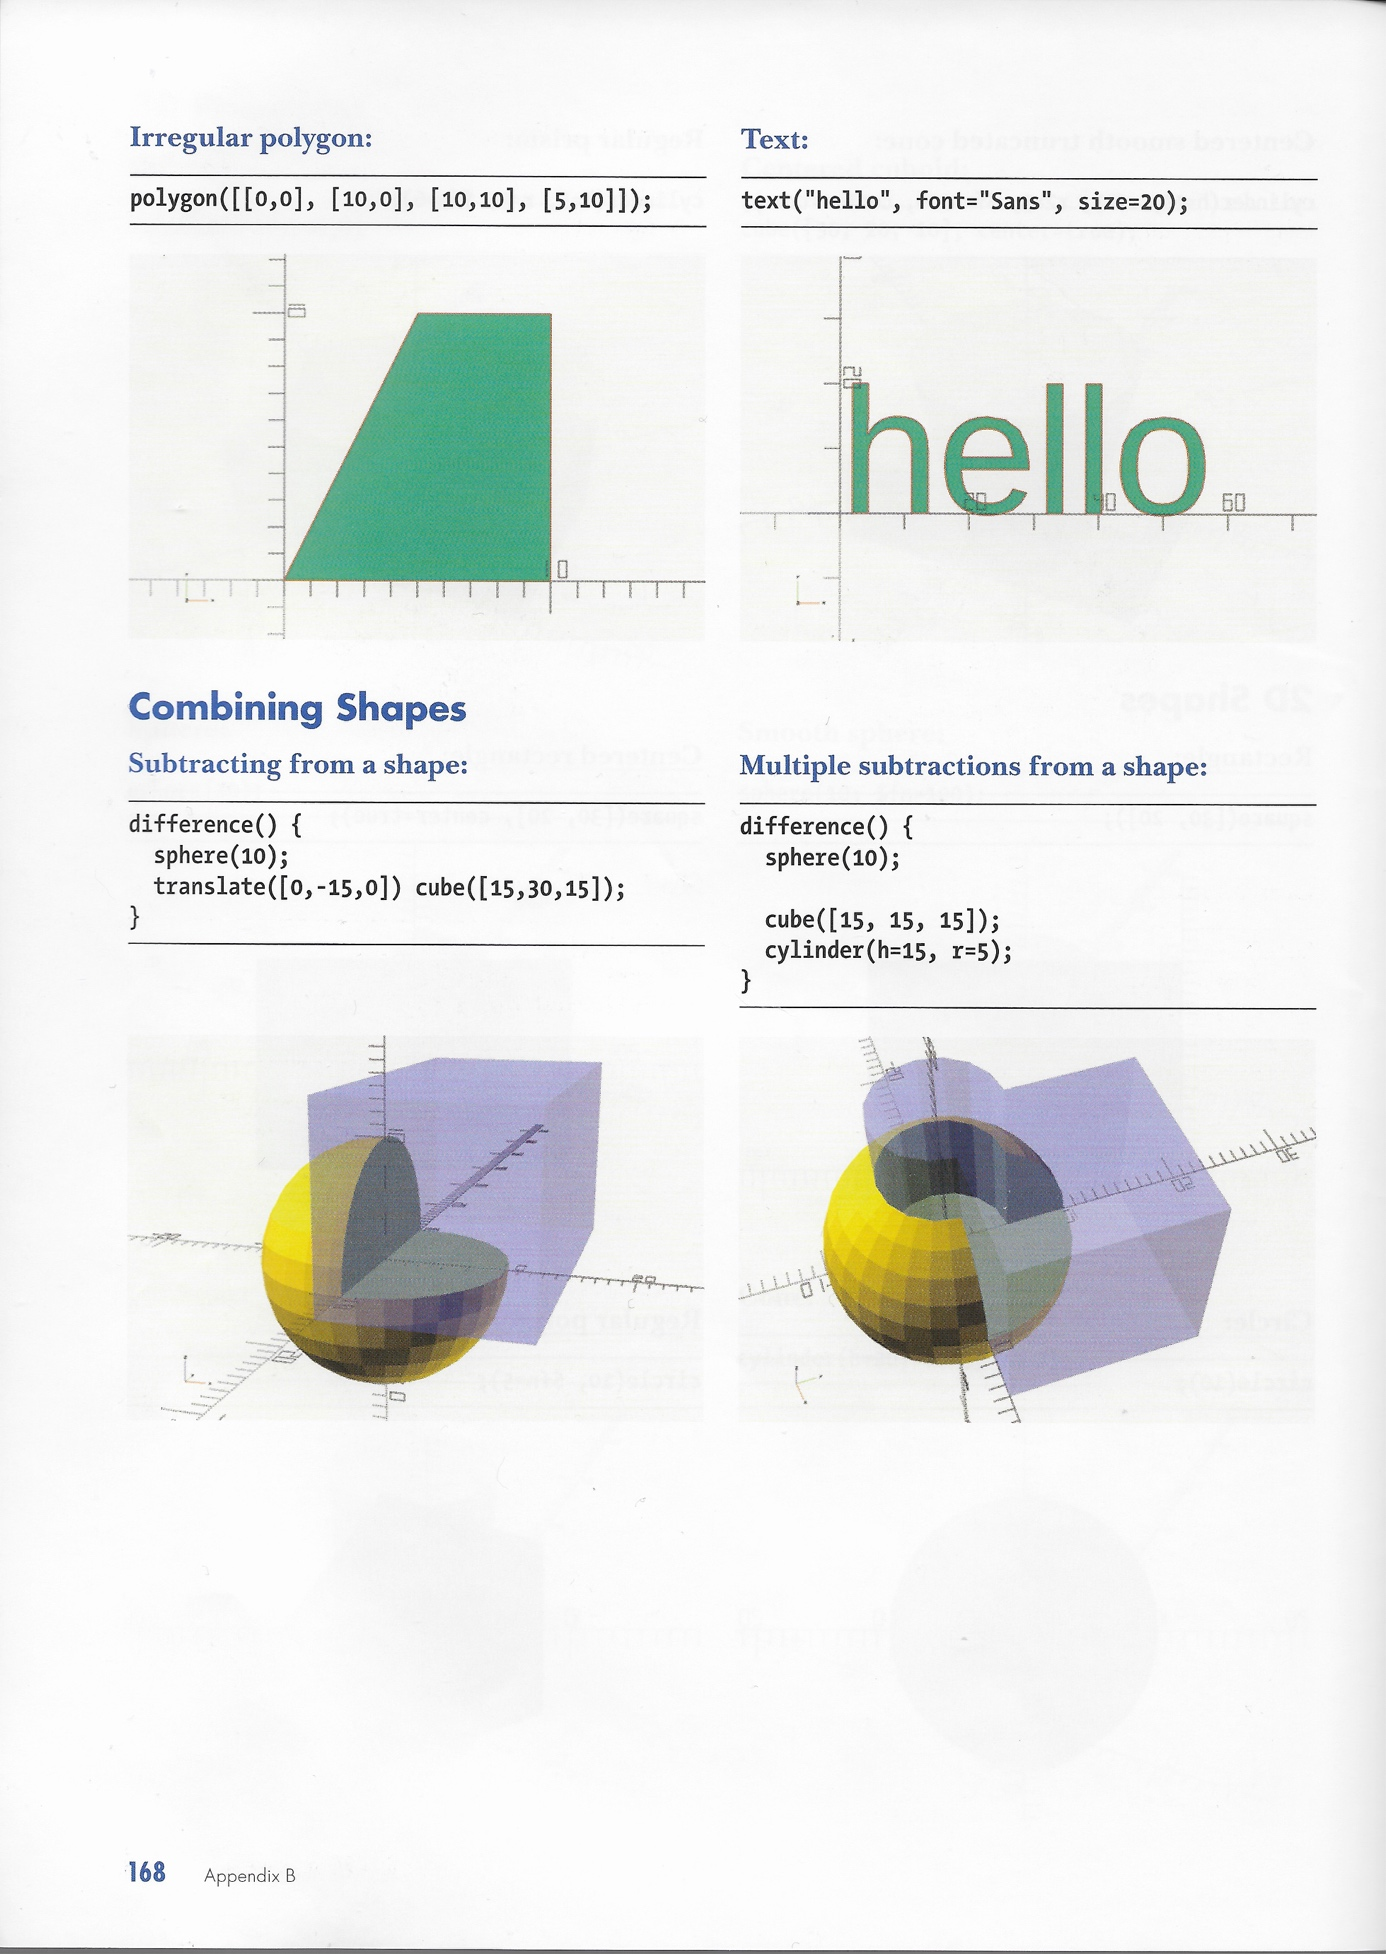 Irregular polygon:
polygon([[0,0], [10,0], [10,10], [5,10]]);
Text:
text("hello", font="Sans", size=20);
hello
20
20
40
60
Combining Shapes
Subtracting from a shape:
difference() {
  sphere(10);
  translate([0,-15,0]) cube([15,30,15]);
}
Multiple subtractions from a shape:
difference() {
  sphere(10);

  cube([15, 15, 15]);
  cylinder(h=15, r=5);
}
168 Appendix B